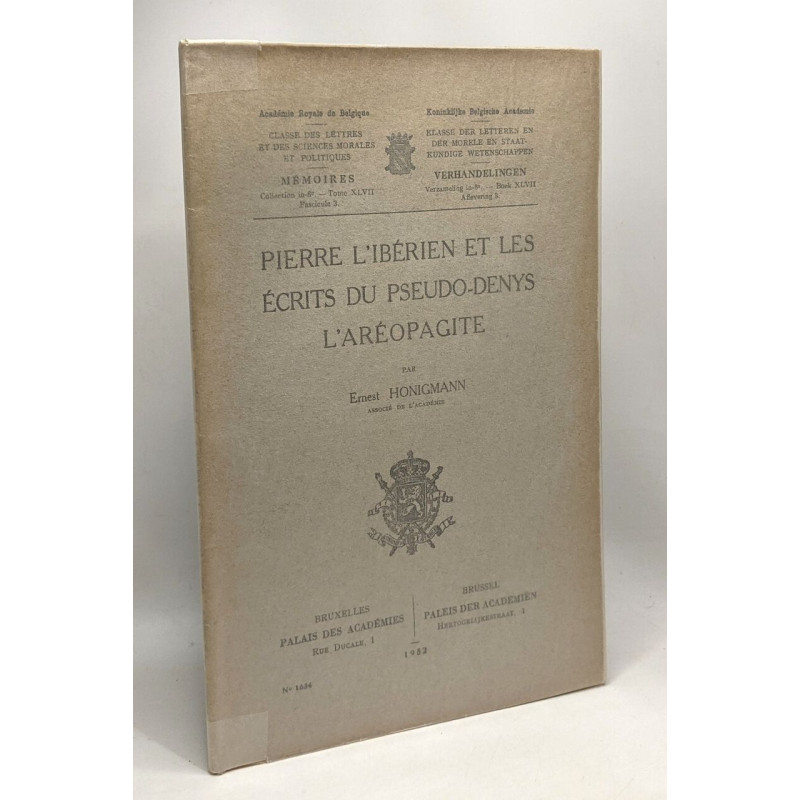 Académie Royale de Belgique
CLASSE DES LETTRES
ET DES SCIENCES MORALES
ET POLITIQUES
MÉMOIRES
Collection in-8º. — Tome XLVII
Fascicule 3.
Koninklijke Belgische Academie
KLASSE DER LETTEREN EN
DER MORELE EN STAAT-
KUNDIGE WETENSCHAPPEN
VERHANDELINGEN
Verzameling in-8º. — Boek XLVII
Aflevering 3.
PIERRE L'IBÉRIEN ET LES
ÉCRITS DU PSEUDO-DENYS
L'ARÉOPAGITE
PAR
Ernest HONIGMANN
ASSOCIÉ DE L'ACADÉMIE
BRUXELLES
PALAIS DES ACADÉMIES
RUE DUCALE, 1
BRUSSEL
PALEIS DER ACADEMIËN
HERTOGELIJKESTRAAT, 1
1952
Nº 1634